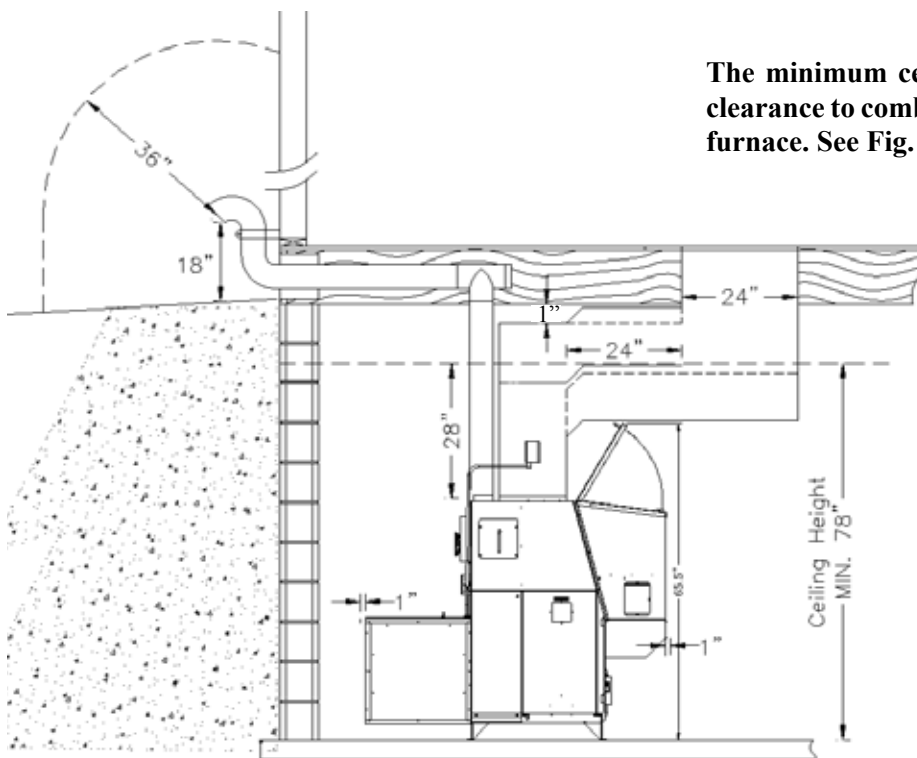 The minimum ce
clearance to comb
furnace. See Fig.
36"
18"
24"
1”
24"
28"
Ceiling Height
MIN. 78"
65.5"
1"
1"